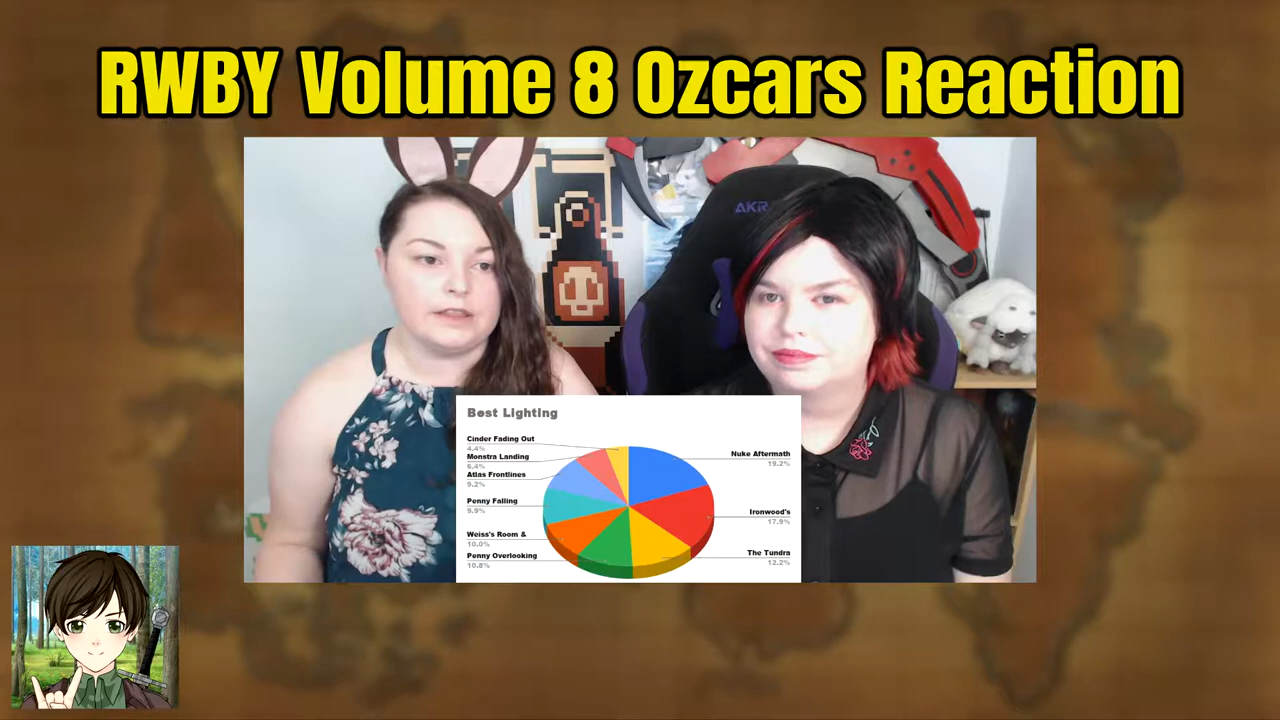 RWBY Volume 8 Ozcars Reaction
AKR
Best Lighting
Cinder Fading Out
4.4%
Monstra Landing
6.4%
Atlas Frontlines
9.2%
Penny Falling
9.9%
Weiss's Room &
10.0%
Penny Overlooking
10.8%
Nuke Aftermath
19.2%
Ironwood's
17.9%
The Tundra
12.2%